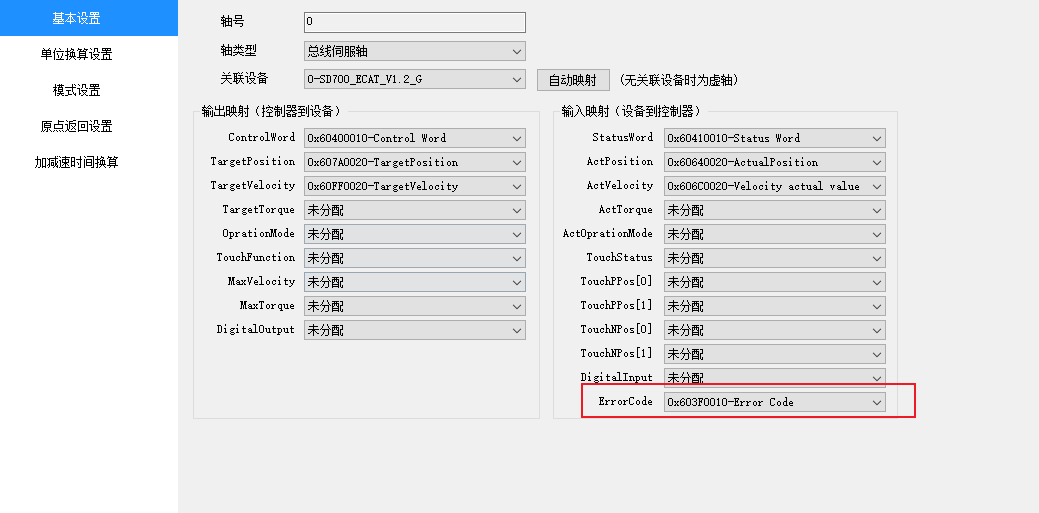 基本设置
单位换算设置
模式设置
原点返回设置
加减速时间换算
轴号 0
轴类型 总线伺服轴
关联设备 0-SD700_ECAT_V1.2_G 自动映射 (无关联设备时为虚轴)
输出映射(控制器到设备)
ControlWord 0x60400010-Control Word
TargetPosition 0x607A0020-TargetPosition
TargetVelocity 0x60FF0020-TargetVelocity
TargetTorque 未分配
OprationMode 未分配
TouchFunction 未分配
MaxVelocity 未分配
MaxTorque 未分配
DigitalOutput 未分配
输入映射(设备到控制器)
StatusWord 0x60410010-Status Word
ActPosition 0x60640020-ActualPosition
ActVelocity 0x606C0020-Velocity actual value
ActTorque 未分配
ActOprationMode 未分配
TouchStatus 未分配
TouchPPos[0] 未分配
TouchPPos[1] 未分配
TouchNPos[0] 未分配
TouchNPos[1] 未分配
DigitalInput 未分配
ErrorCode 0x603F0010-Error Code